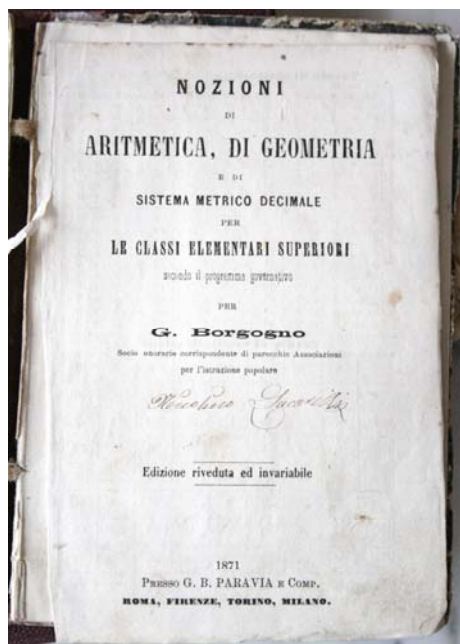 NOZIONI
DI
ARITMETICA, DI GEOMETRIA
E DI
SISTEMA METRICO DECIMALE
PER
LE CLASSI ELEMENTARI SUPERIORI
secondo il programma governativo
PER
G. Borgogno
Socio onorario corrispondente di parecchie Associazioni
per l'istruzione popolare
Edizione riveduta ed invariabile
1871
PRESSO G. B. PARAVIA E COMP.
ROMA, FIRENZE, TORINO, MILANO.